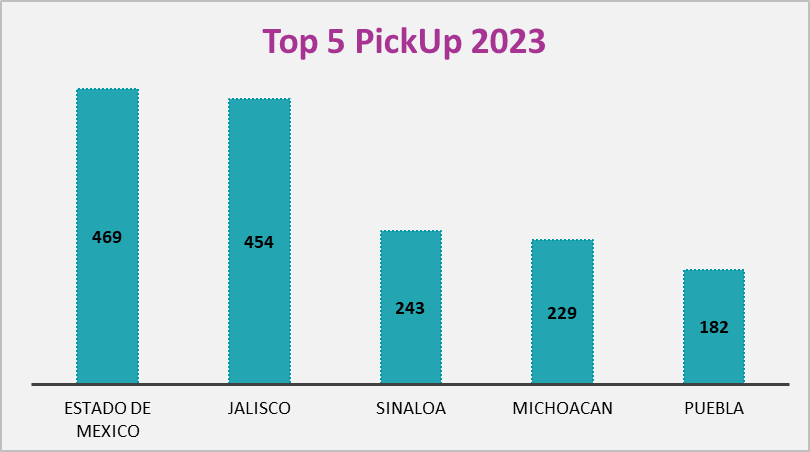 Top 5 PickUp 2023
469
454
243
229
182
ESTADO DE
MEXICO
JALISCO
SINALOA
MICHOACAN
PUEBLA